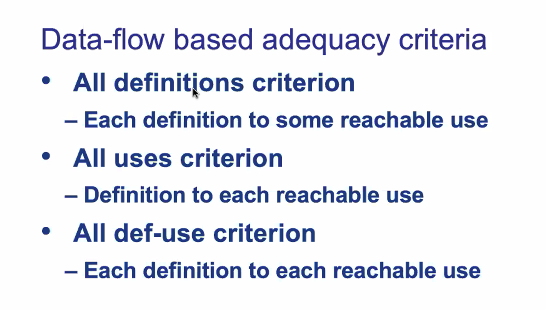 Data-flow based adequacy criteria
• All definitions criterion
– Each definition to some reachable use
• All uses criterion
– Definition to each reachable use
• All def-use criterion
– Each definition to each reachable use